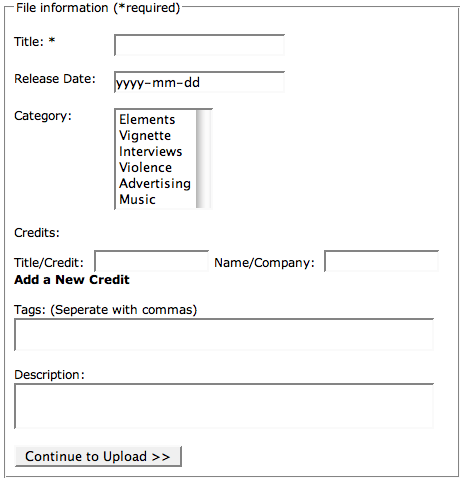 File information (*required)
Title: *
Release Date: yyyy-mm-dd
Category:
Elements
Vignette
Interviews
Violence
Advertising
Music
Credits:
Title/Credit: Name/Company:
Add a New Credit
Tags: (Seperate with commas)
Description:
Continue to Upload >>